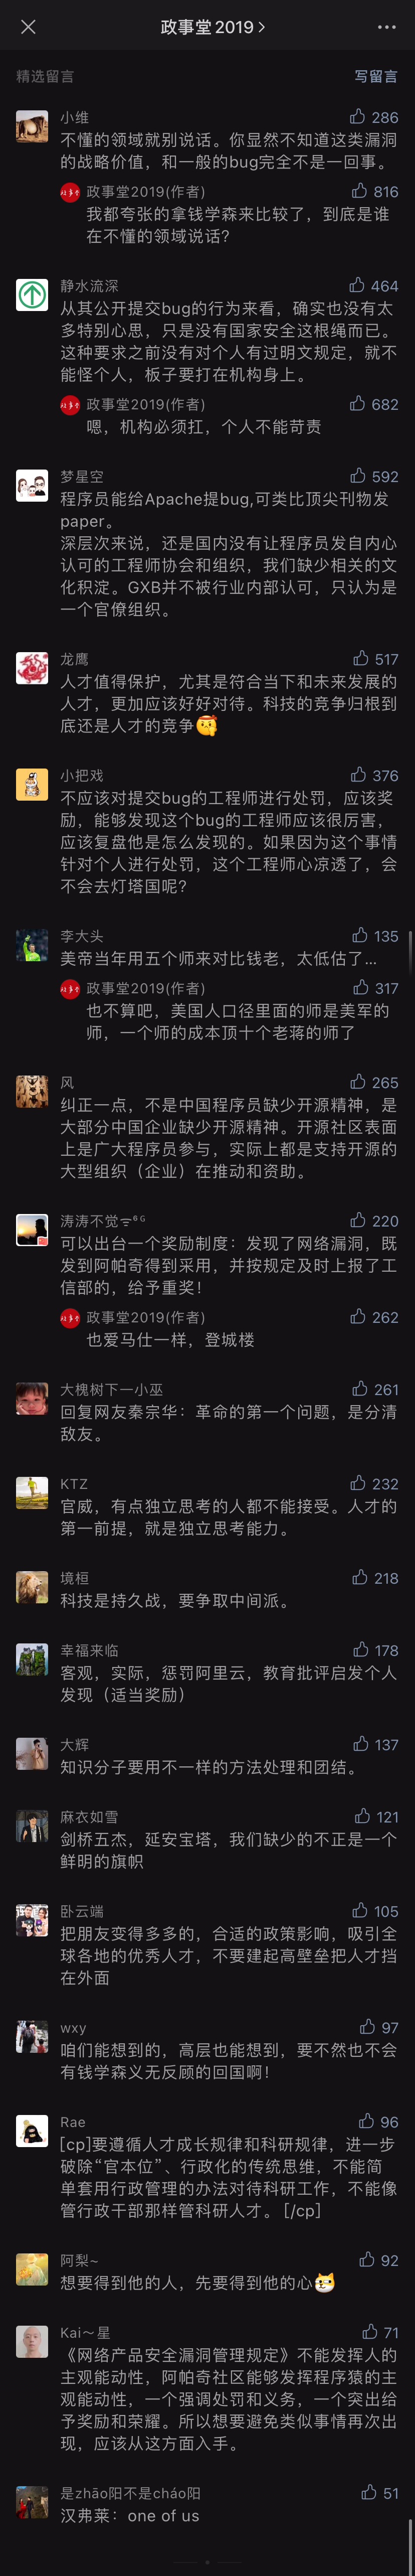 政事堂2019
精选留言
写留言
小维
286
不懂的领域就别说话。你显然不知道这类漏洞
的战略价值，和一般的bug完全不是一回事。
政事堂2019(作者)
816
我都夸张的拿钱学森来比较了，到底是谁
在不懂的领域说话?
静水流深
464
从其公开提交bug的行为来看，确实也没有太
多特别心思，只是没有国家安全这根绳而已。
这种要求之前没有对个人有过明文规定，就不
能怪个人，板子要打在机构身上。
政事堂2019(作者)
682
嗯，机构必须扛，个人不能苛责
梦星空
592
程序员能给Apache提bug,可类比顶尖刊物发
paper。
深层次来说，还是国内没有让程序员发自内心
认可的工程师协会和组织，我们缺少相关的文
化积淀。GXB并不被行业内部认可，只认为是
一个官僚组织。
龙鹰
517
人才值得保护，尤其是符合当下和未来发展的
人才，更加应该好好对待。科技的竞争归根到
底还是人才的竞争
小把戏
376
不应该对提交bug的工程师进行处罚，应该奖
励，能够发现这个bug的工程师应该很厉害，
应该复盘他是怎么发现的。如果因为这个事情
针对个人进行处罚，这个工程师心凉透了，会
不会去灯塔国呢?
李大头
135
美帝当年用五个师来对比钱老，太低估了...
政事堂2019(作者)
317
也不算吧，美国人口径里面的师是美军的
师，一个师的成本顶十个老蒋的师了
风
265
纠正一点，不是中国程序员缺少开源精神，是
大部分中国企业缺少开源精神。开源社区表面
上是广大程序员参与，实际上都是支持开源的
大型组织（企业）在推动和资助。
涛涛不觉 ⁶ᴳ
220
可以出台一个奖励制度：发现了网络漏洞，既
发到阿帕奇得到采用，并按规定及时上报了工
信部的，给予重奖！
政事堂2019(作者)
262
也爱马仕一样，登城楼
大槐树下一小巫
261
回复网友秦宗华：革命的第一个问题，是分清
敌友。
KTZ
232
官威，有点独立思考的人都不能接受。人才的
第一前提，就是独立思考能力。
境桓
218
科技是持久战，要争取中间派。
幸福来临
178
客观，实际，惩罚阿里云，教育批评启发个人
发现（适当奖励）
大辉
137
知识分子要用不一样的方法处理和团结。
麻衣如雪
121
剑桥五杰，延安宝塔，我们缺少的不正是一个
鲜明的旗帜
卧云端
105
把朋友变得多多的，合适的政策影响，吸引全
球各地的优秀人才，不要建起高壁垒把人才挡
在外面
wxy
97
咱们能想到的，高层也能想到，要不然也不会
有钱学森义无反顾的回国啊！
Rae
96
[cp]要遵循人才成长规律和科研规律，进一步
破除“官本位”、行政化的传统思维，不能简
单套用行政管理的办法对待科研工作，不能像
管行政干部那样管科研人才。[/cp]
阿梨~
92
想要得到他的人，先要得到他的心
Kai～星
71
《网络产品安全漏洞管理规定》不能发挥人的
主观能动性，阿帕奇社区能够发挥程序猿的主
观能动性，一个强调处罚和义务，一个突出给
予奖励和荣耀。所以想要避免类似事情再次出
现，应该从这方面入手。
是zhāo阳不是cháo阳
51
汉弗莱：one of us